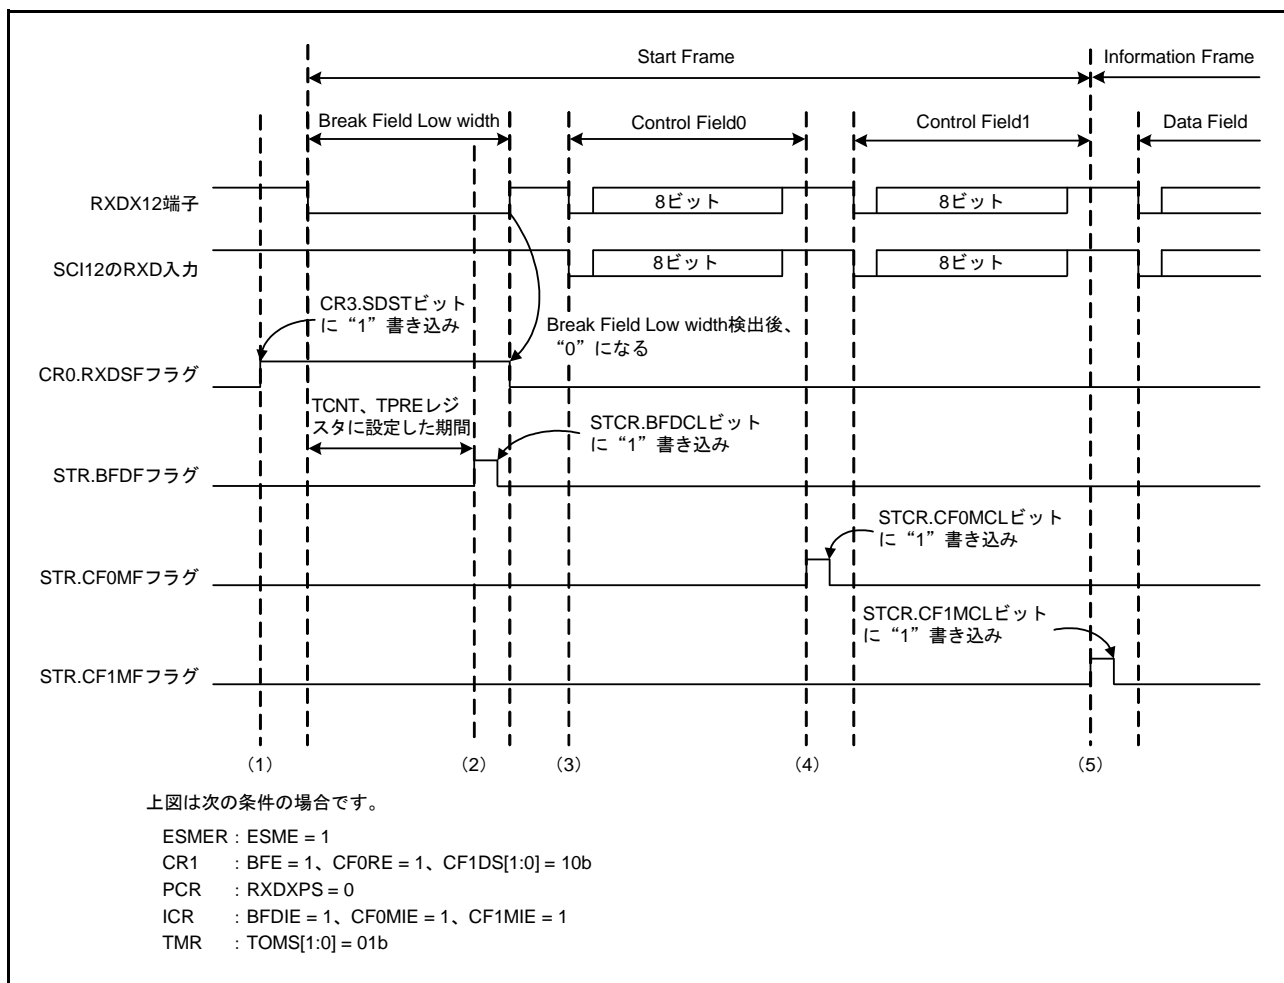 Start Frame
Information Frame
Break Field Low width
Control Field0
Control Field1
Data Field
RXDX12端子
8ビット
8ビット
SCI12のRXD入力
8ビット
8ビット
CR3.SDSTビット
に“1”書き込み
Break Field Low width検出後、
“0”になる
CR0.RXDSFフラグ
TCNT、TPREレジ
スタに設定した期間
STCR.BFDCLビット
に“1”書き込み
STR.BFDFフラグ
STCR.CF0MCLビット
に“1”書き込み
STR.CF0MFフラグ
STCR.CF1MCLビット
に“1”書き込み
STR.CF1MFフラグ
(1)
(2)
(3)
(4)
(5)
上図は次の条件の場合です。
ESMER : ESME = 1
CR1 : BFE = 1、CF0RE = 1、CF1DS[1:0] = 10b
PCR : RXDXPS = 0
ICR : BFDIE = 1、CF0MIE = 1、CF1MIE = 1
TMR : TOMS[1:0] = 01b